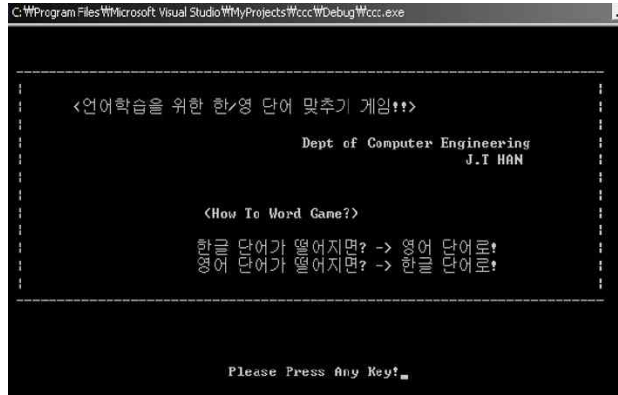 C:₩Program Files₩Microsoft Visual Studio₩MyProjects₩ccc₩Debug₩ccc.exe
<언어학습을 위한 한/영 단어 맞추기 게임!!>
Dept of Computer Engineering
J.T HAN
<How To Word Game?>
한글 단어가 떨어지면? -> 영어 단어로!
영어 단어가 떨어지면? -> 한글 단어로!
Please Press Any Key!_